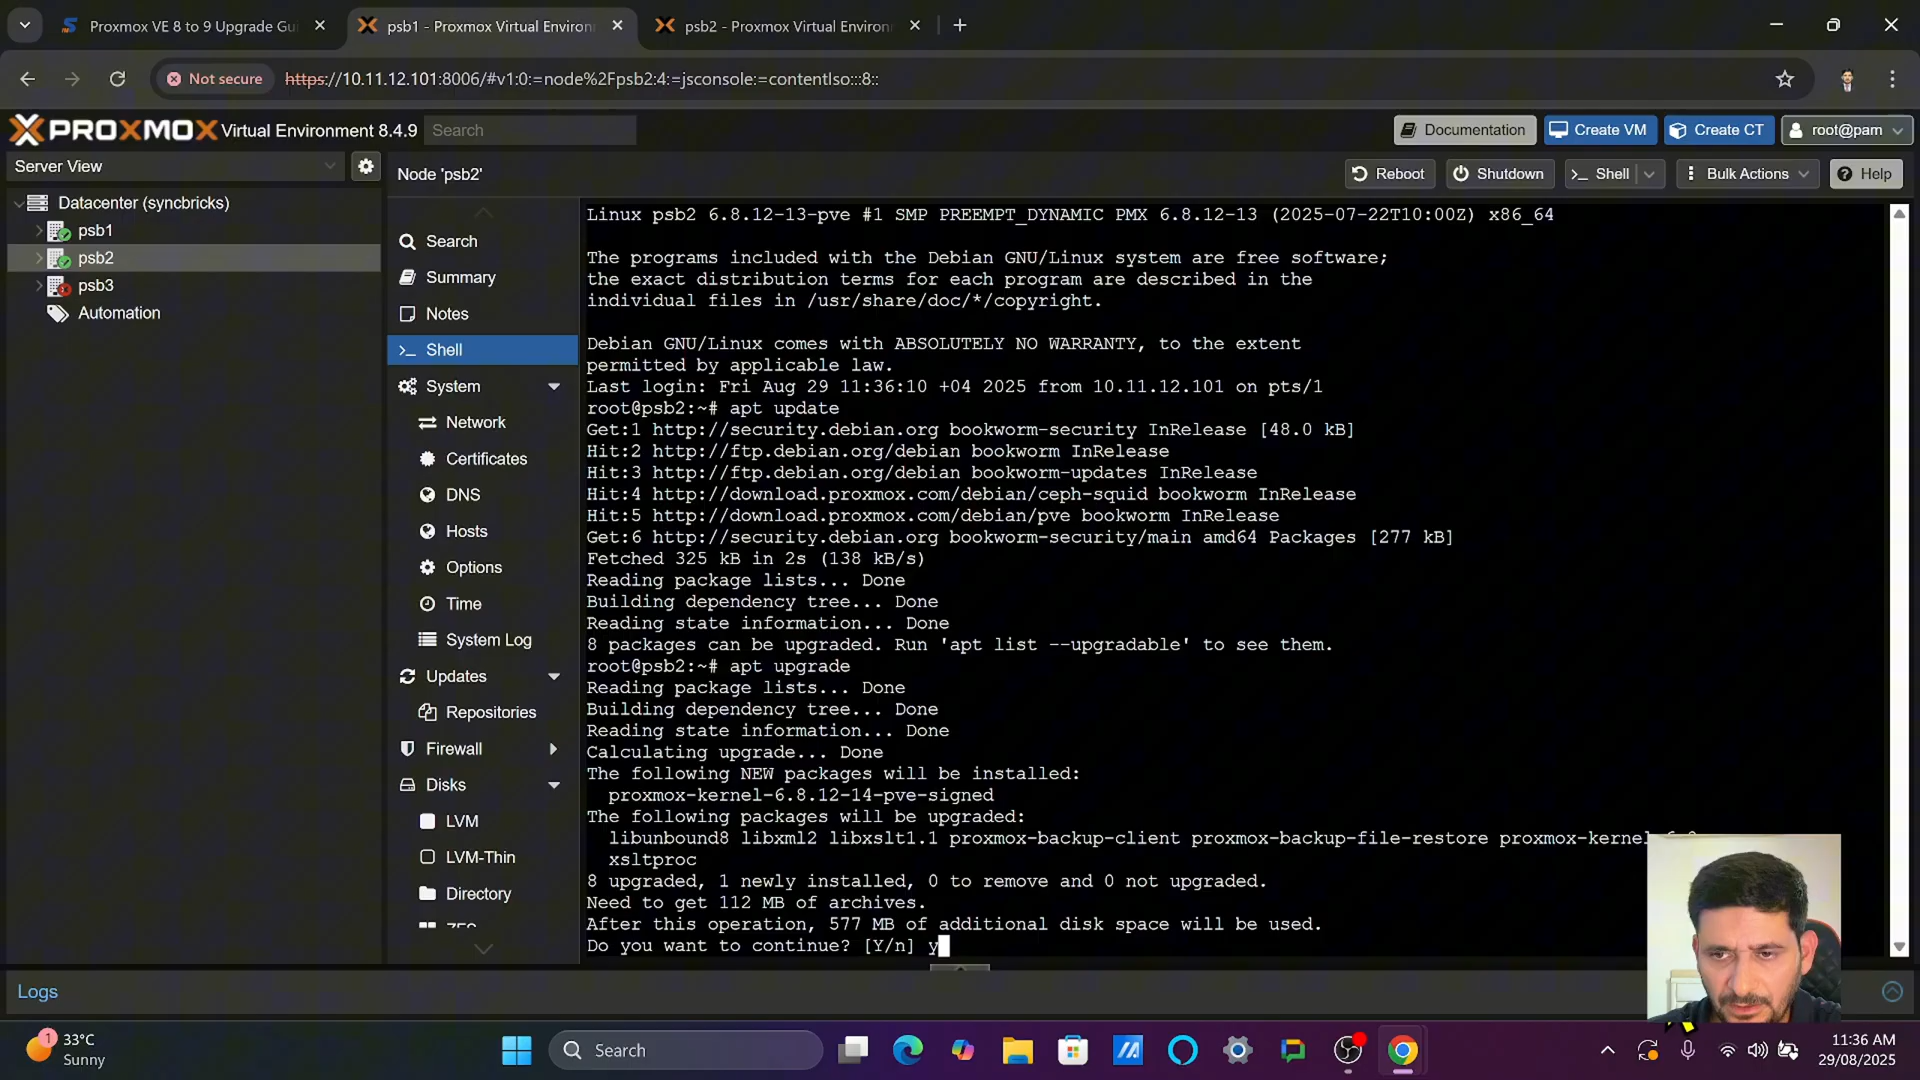 Proxmox VE 8 to 9 Upgrade Gui
psb1 - Proxmox Virtual Environ
psb2 - Proxmox Virtual Environ
Not secure
https://10.11.12.101:8006/#v1:0:=node%2Fpsb2:4:=jsconsole:=contentIso:::8::
PROXMOX Virtual Environment 8.4.9
Search
Documentation
Create VM
Create CT
root@pam
Server View
Node 'psb2'
Reboot
Shutdown
>_ Shell
Bulk Actions
Help
Datacenter (syncbricks)
psb1
psb2
psb3
Automation
Search
Summary
Notes
>_ Shell
System
Network
Certificates
DNS
Hosts
Options
Time
System Log
Updates
Repositories
Firewall
Disks
LVM
LVM-Thin
Directory
ZFS
Linux psb2 6.8.12-13-pve #1 SMP PREEMPT_DYNAMIC PMX 6.8.12-13 (2025-07-22T10:00Z) x86_64
The programs included with the Debian GNU/Linux system are free software;
the exact distribution terms for each program are described in the
individual files in /usr/share/doc/*/copyright.
Debian GNU/Linux comes with ABSOLUTELY NO WARRANTY, to the extent
permitted by applicable law.
Last login: Fri Aug 29 11:36:10 +04 2025 from 10.11.12.101 on pts/1
root@psb2:~# apt update
Get:1 http://security.debian.org bookworm-security InRelease [48.0 kB]
Hit:2 http://ftp.debian.org/debian bookworm InRelease
Hit:3 http://ftp.debian.org/debian bookworm-updates InRelease
Hit:4 http://download.proxmox.com/debian/ceph-squid bookworm InRelease
Hit:5 http://download.proxmox.com/debian/pve bookworm InRelease
Get:6 http://security.debian.org bookworm-security/main amd64 Packages [277 kB]
Fetched 325 kB in 2s (138 kB/s)
Reading package lists... Done
Building dependency tree... Done
Reading state information... Done
8 packages can be upgraded. Run 'apt list --upgradable' to see them.
root@psb2:~# apt upgrade
Reading package lists... Done
Building dependency tree... Done
Reading state information... Done
Calculating upgrade... Done
The following NEW packages will be installed:
proxmox-kernel-6.8.12-14-pve-signed
The following packages will be upgraded:
libunbound8 libxml2 libxslt1.1 proxmox-backup-client proxmox-backup-file-restore proxmox-kernel
xsltproc
8 upgraded, 1 newly installed, 0 to remove and 0 not upgraded.
Need to get 112 MB of archives.
After this operation, 577 MB of additional disk space will be used.
Do you want to continue? [Y/n] y
Logs
1
33°C
Sunny
Search
11:36 AM
29/08/2025